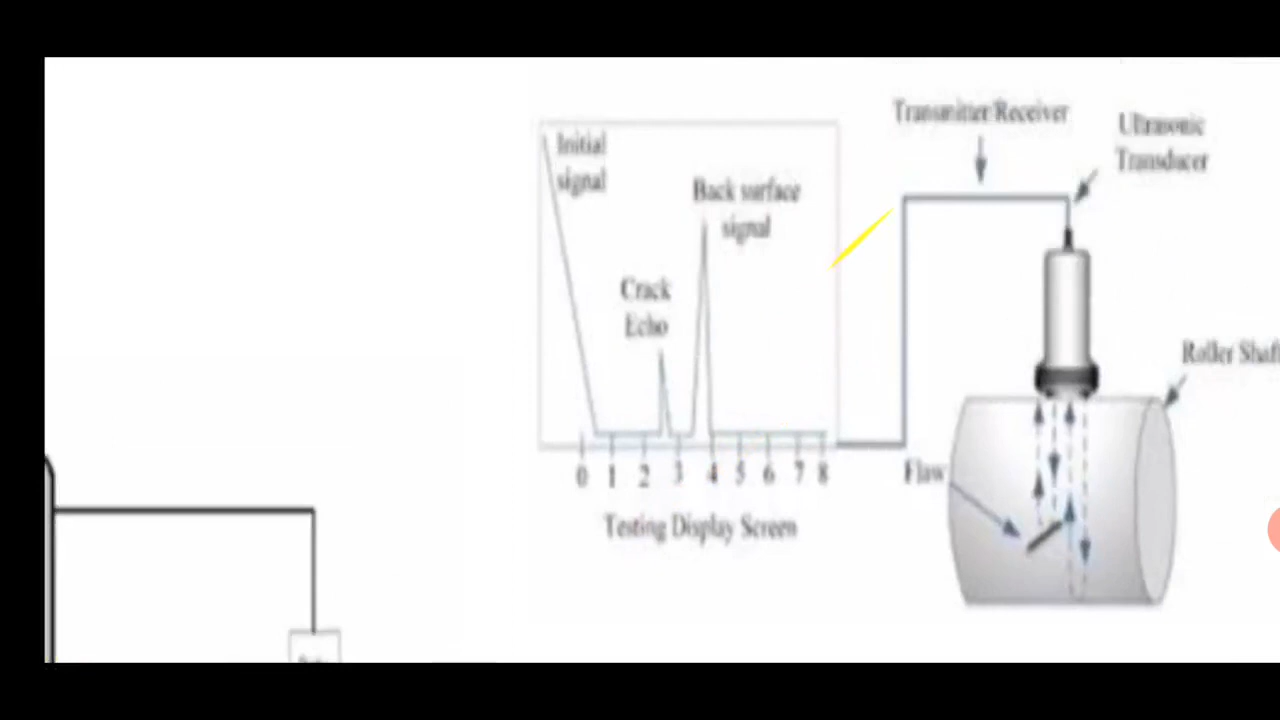 Transmitter/Receiver
Ultrasonic
Transducer
Initial
signal
Back surface
signal
Crack
Echo
Roller Shaft
Flaw
0 1 2 3 4 5 6 7 8
Testing Display Screen